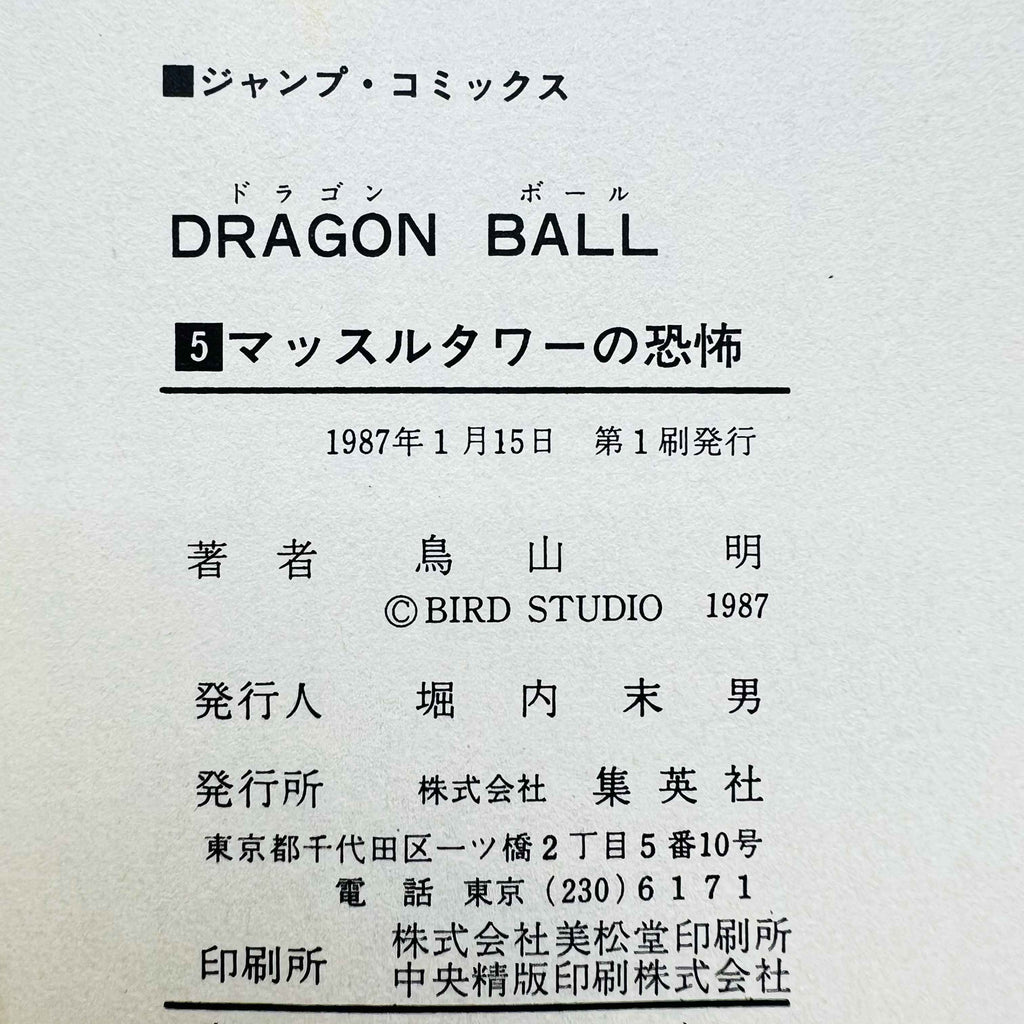 ■ジャンプ・コミックス
ドラゴン ボール
DRAGON BALL
5マッスルタワーの恐怖
1987年1月15日 第1刷発行
著者 鳥山 明
©BIRD STUDIO 1987
発行人 堀内末男
発行所 株式会社 集英社
東京都千代田区一ツ橋2丁目5番10号
電話 東京(230)6171
印刷所 株式会社美松堂印刷所
中央精版印刷株式会社